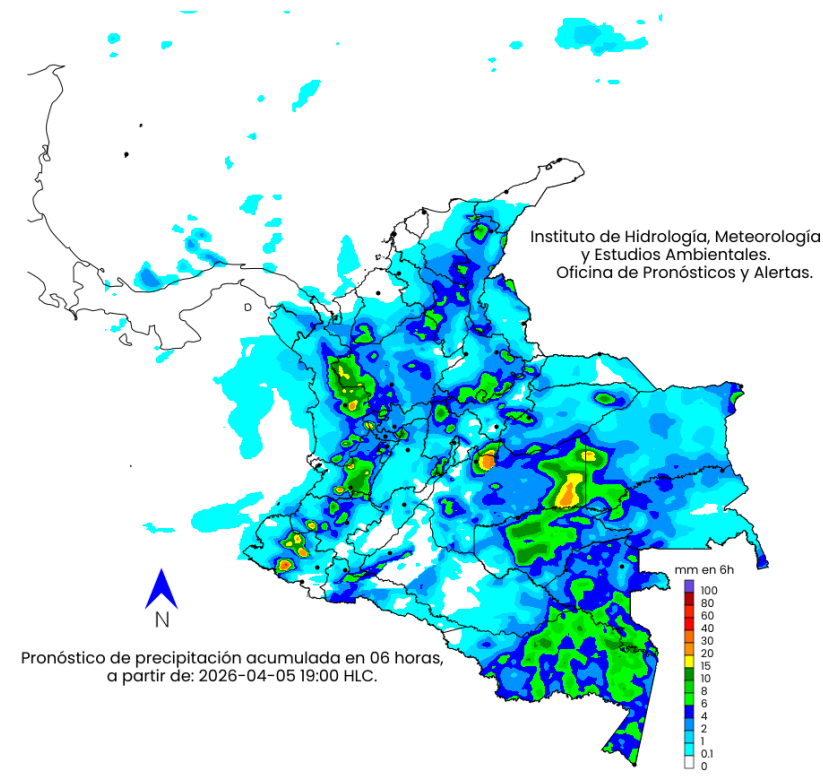 Instituto de Hidrología, Meteorología
y Estudios Ambientales.
Oficina de Pronósticos y Alertas.
mm en 6h
100
80
60
40
30
20
15
10
8
6
4
2
1
0.1
0
N
Pronóstico de precipitación acumulada en 06 horas,
a partir de: 2026-04-05 19:00 HLC.